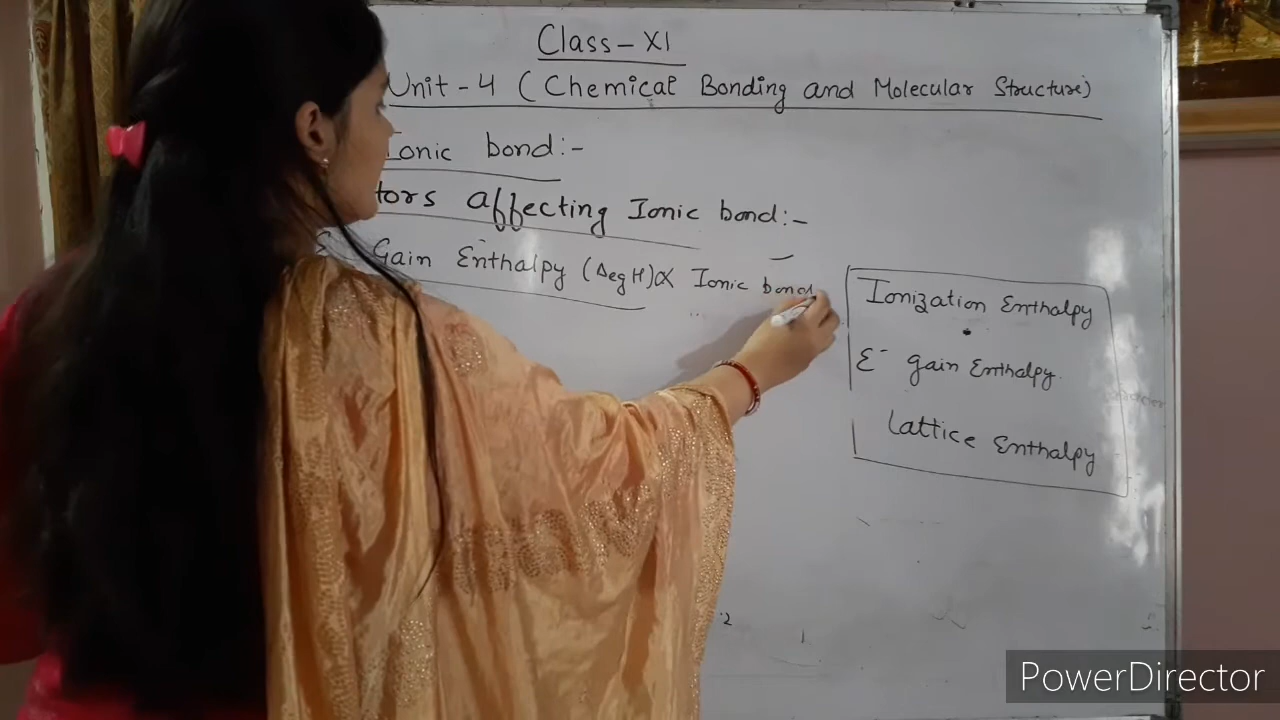 Class - XI
Unit - 4 ( Chemical Bonding and Molecular Structure)
Ionic bond:-
tors affecting Ionic bond:-
Gain Enthalpy (ΔegH)∝ Ionic bond
Ionization Enthalpy
E⁻ gain Enthalpy.
Lattice Enthalpy
PowerDirector